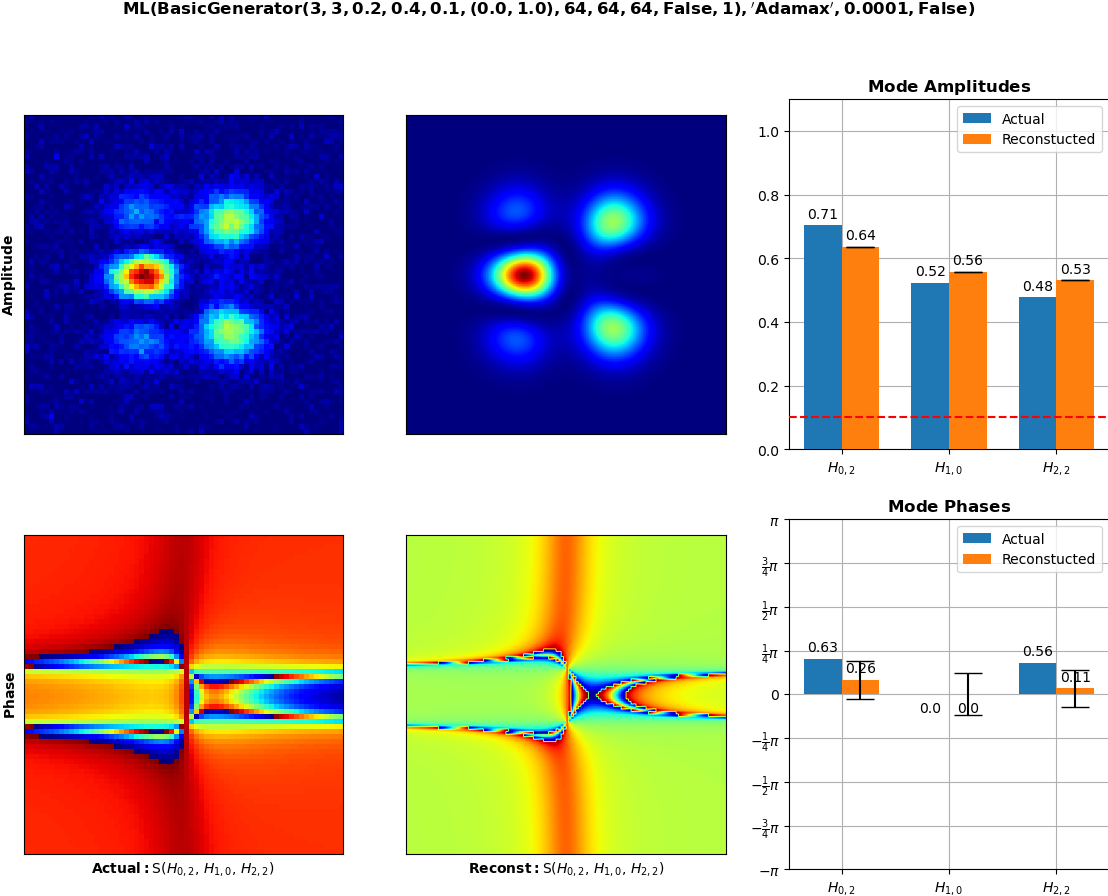 ML(BasicGenerator(3, 3, 0.2, 0.4, 0.1, (0.0, 1.0), 64, 64, 64, False, 1), ′Adamax′, 0.0001, False)
Amplitude
Mode Amplitudes
Actual
Reconstucted
1.0
0.8
0.6
0.4
0.2
0.0
0.71
0.64
0.52
0.56
0.48
0.53
H0, 2
H1, 0
H2, 2
Phase
Actual: S(H0, 2, H1, 0, H2, 2)
Reconst: S(H0, 2, H1, 0, H2, 2)
Mode Phases
Actual
Reconstucted
π
3/4π
1/2π
1/4π
0
−1/4π
−1/2π
−3/4π
−π
0.63
0.26
0.0
0.0
0.56
0.11
H0, 2
H1, 0
H2, 2